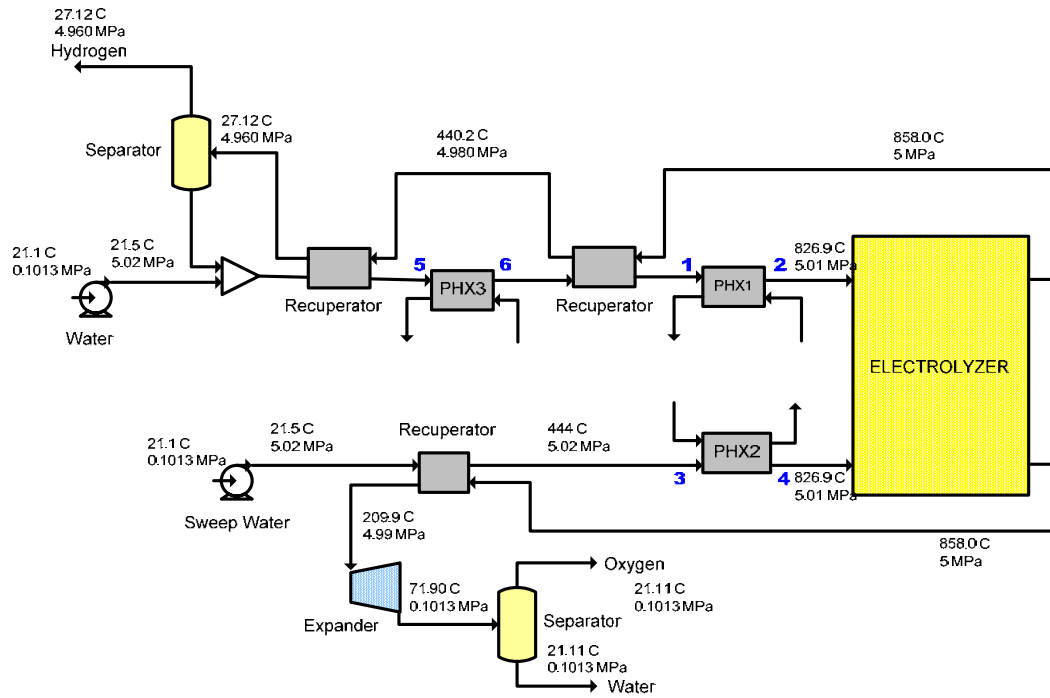 27.12 C
4.960 MPa
Hydrogen
27.12 C
4.960 MPa
Separator
440.2 C
4.980 MPa
858.0 C
5 MPa
21.1 C
0.1013 MPa
21.5 C
5.02 MPa
Water
Recuperator
5
PHX3
6
Recuperator
1
PHX1
2
826.9 C
5.01 MPa
ELECTROLYZER
21.1 C
0.1013 MPa
21.5 C
5.02 MPa
Sweep Water
Recuperator
444 C
5.02 MPa
3
PHX2
4
826.9 C
5.01 MPa
858.0 C
5 MPa
209.9 C
4.99 MPa
Expander
71.90 C
0.1013 MPa
Oxygen
21.11 C
0.1013 MPa
Separator
21.11 C
0.1013 MPa
Water